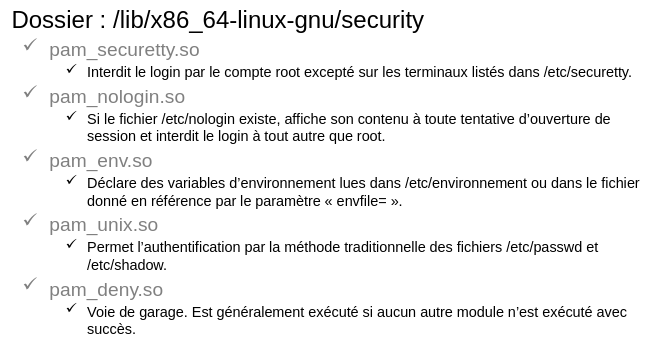 Dossier : /lib/x86_64-linux-gnu/security
pam_securetty.so
Interdit le login par le compte root excepté sur les terminaux listés dans /etc/securetty.
pam_nologin.so
Si le fichier /etc/nologin existe, affiche son contenu à toute tentative d’ouverture de
session et interdit le login à tout autre que root.
pam_env.so
Déclare des variables d’environnement lues dans /etc/environnement ou dans le fichier
donné en référence par le paramètre « envfile= ».
pam_unix.so
Permet l’authentification par la méthode traditionnelle des fichiers /etc/passwd et
/etc/shadow.
pam_deny.so
Voie de garage. Est généralement exécuté si aucun autre module n’est exécuté avec
succès.